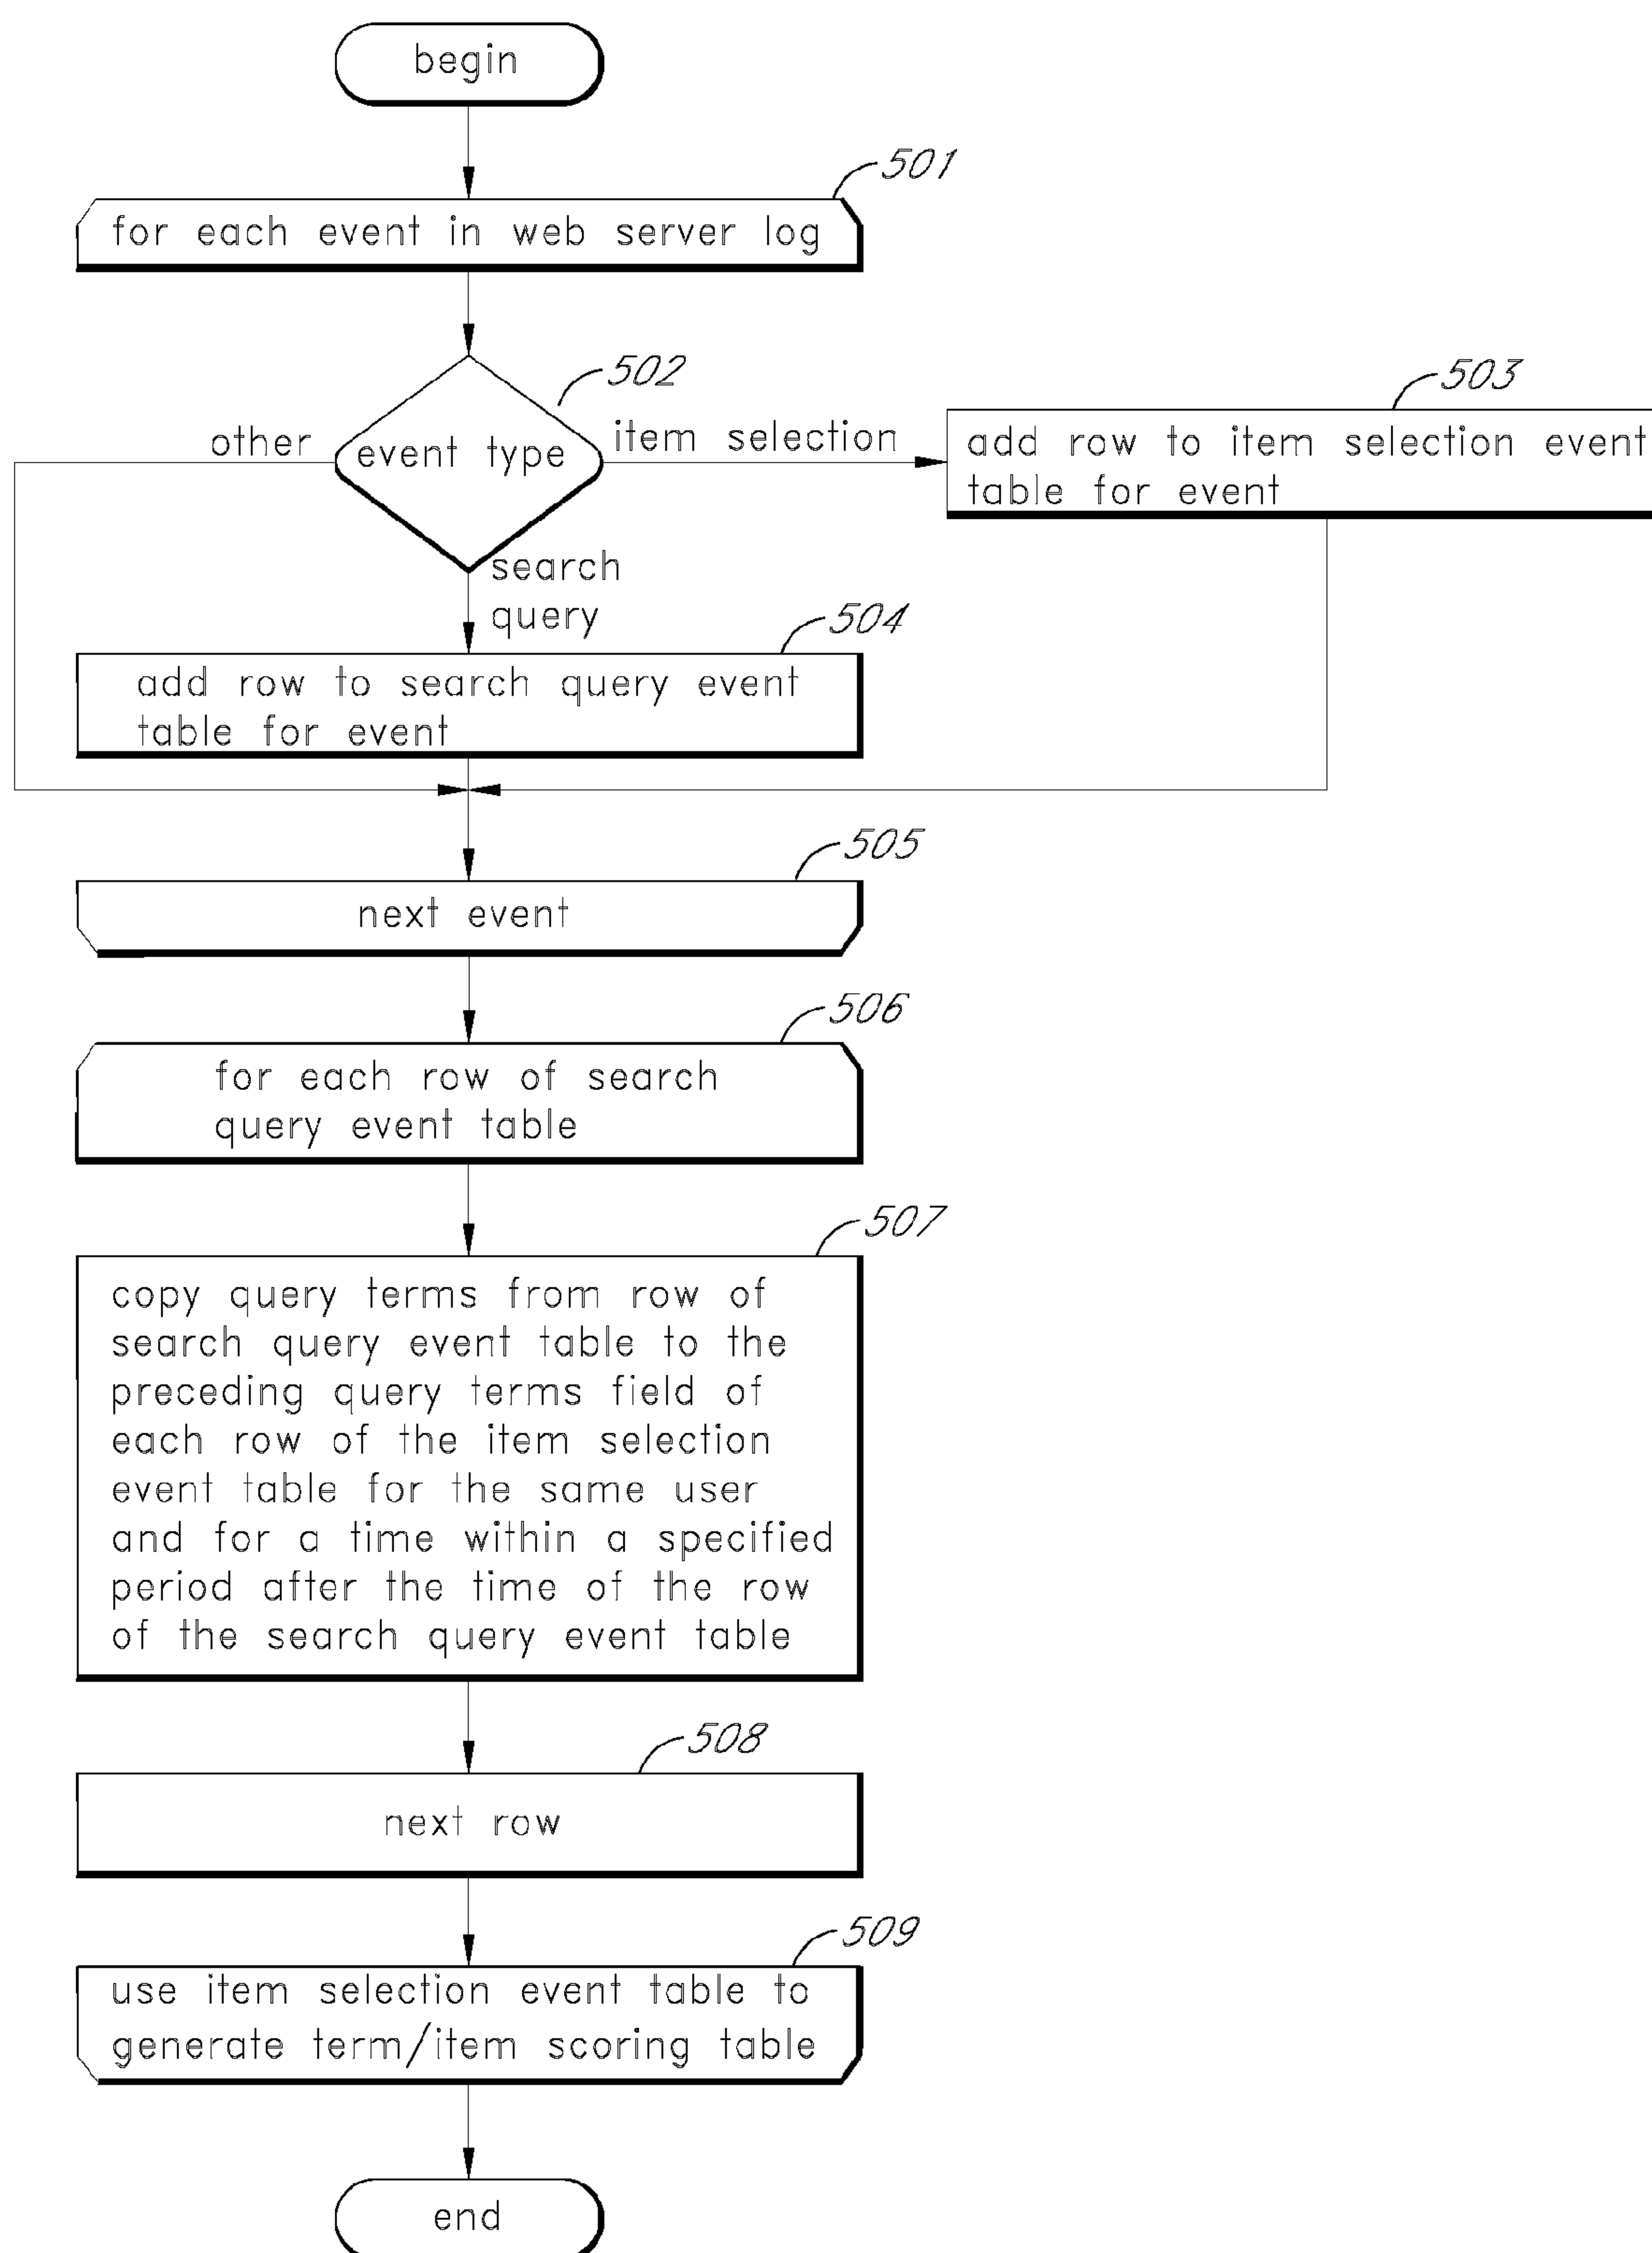 begin
501
for each event in web server log
502
503
other
event type
item selection
add row to item selection event
table for event
search
query
504
add row to search query event
table for event
505
next event
506
for each row of search
query event table
507
copy query terms from row of
search query event table to the
preceding query terms field of
each row of the item selection
event table for the same user
and for a time within a specified
period after the time of the row
of the search query event table
508
next row
509
use item selection event table to
generate term/item scoring table
end